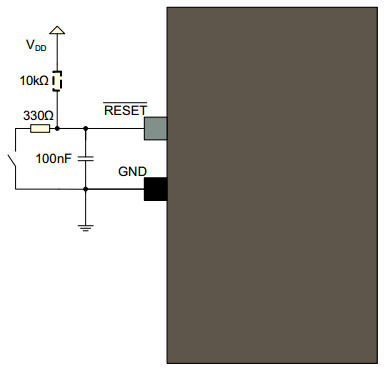 VDD
10kΩ
RESET
330Ω
100nF
GND